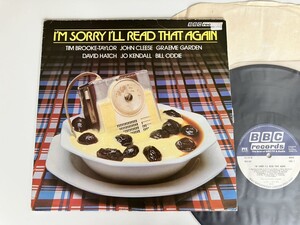 BBC records
I'M SORRY I'LL READ THAT AGAIN
TIM BROOKE-TAYLOR JOHN CLEESE GRAEME GARDEN
DAVID HATCH JO KENDALL BILL ODDIE
BBC
records